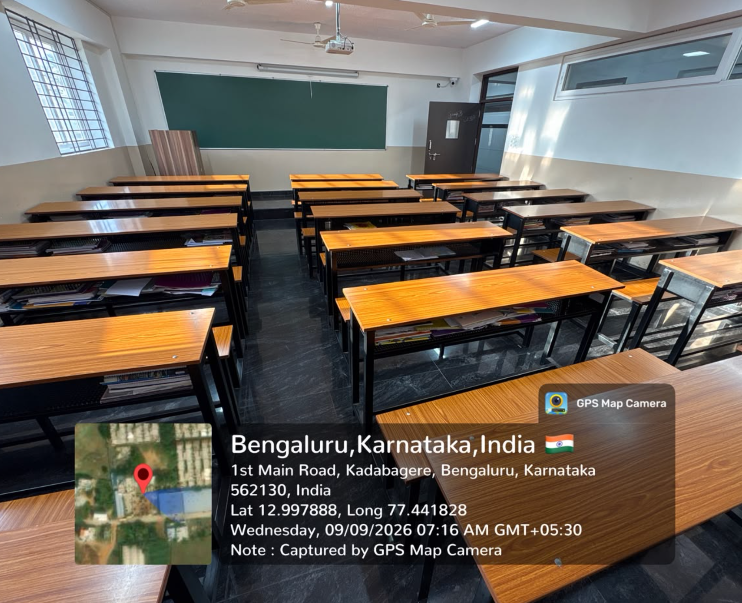 GPS Map Camera
Bengaluru,Karnataka,India 🇮🇳
1st Main Road, Kadabagere, Bengaluru, Karnataka
562130, India
Lat 12.997888, Long 77.441828
Wednesday, 09/09/2026 07:16 AM GMT+05:30
Note : Captured by GPS Map Camera